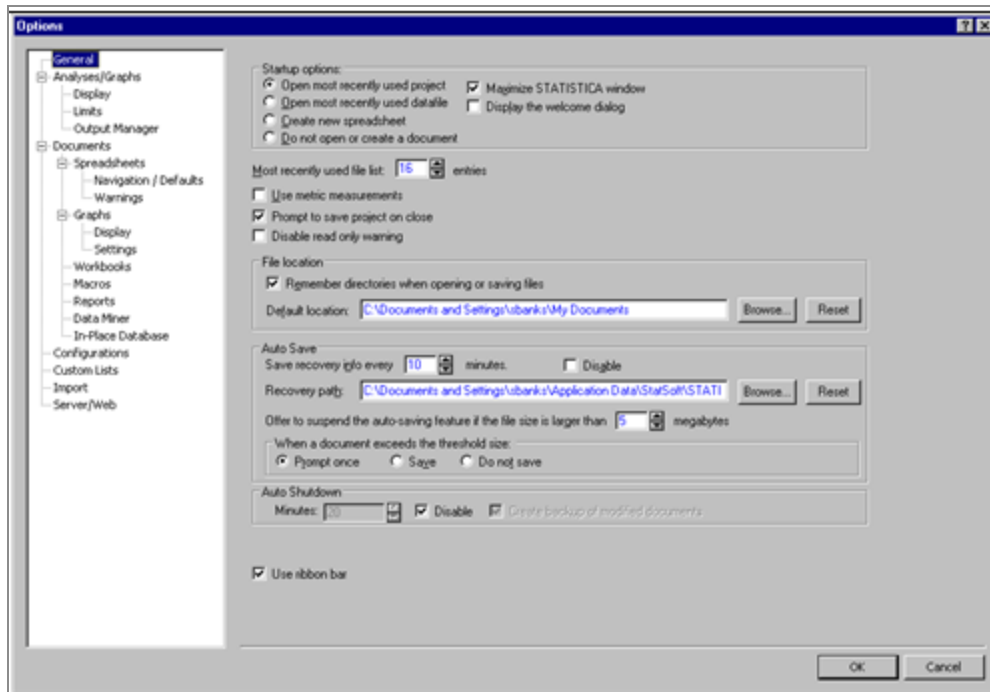 Options
General
Analyses/Graphs
Display
Limits
Output Manager
Documents
Spreadsheets
Navigation / Defaults
Warnings
Graphs
Display
Settings
Workbooks
Macros
Reports
Data Miner
In-Place Database
Configurations
Custom Lists
Import
Server/Web
Startup options:
Open most recently used project
Maximize STATISTICA window
Open most recently used datafile
Display the welcome dialog
Create new spreadsheet
Do not open or create a document
Most recently used file list: 16 entries
Use metric measurements
Prompt to save project on close
Disable read only warning
File location
Remember directories when opening or saving files
Default location: C:\Documents and Settings\sbanks\My Documents Browse... Reset
Auto Save
Save recovery info every 10 minutes. Disable
Recovery path: C:\Documents and Settings\sbanks\Application Data\StatSoft\STATI Browse... Reset
Offer to suspend the auto-saving feature if the file size is larger than 5 megabytes
When a document exceeds the threshold size:
Prompt once Save Do not save
Auto Shutdown
Minutes: 20 Disable Create backup of modified documents
Use ribbon bar
OK Cancel